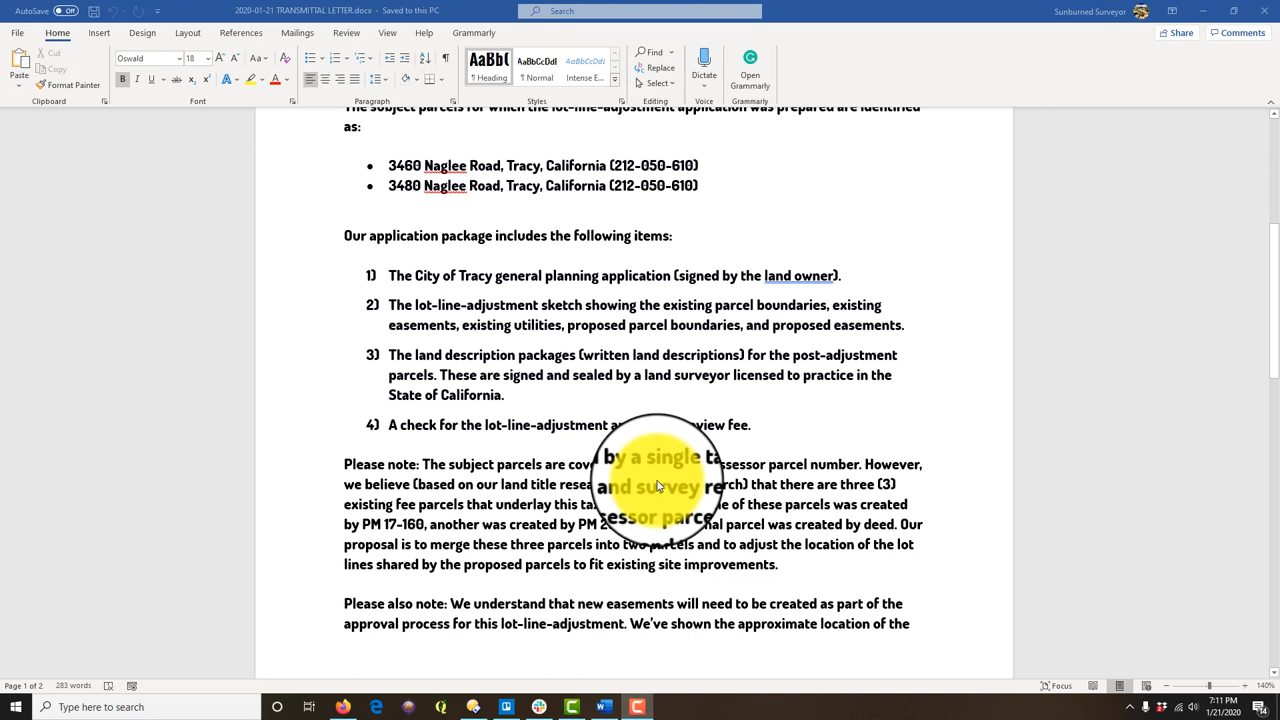 AutoSave Off 2020-01-21 TRANSMITTAL LETTER.docx - Saved to this PC Search Sunburned Surveyor
File Home Insert Draw Design Layout References Mailings Review View Help Grammarly Share Comments
Paste Cut Copy Format Painter
Oswald 18
AaBbC AaBbCcDdE AaBbCcDdl
¶ Heading ¶ Normal Intense E...
Find Replace Select
Dictate Open Grammarly
Clipboard Font Paragraph Styles Editing Voice Grammarly
The subject parcels for which the lot-line-adjustment application was prepared are identified
as:
• 3460 Naglee Road, Tracy, California (212-050-610)
• 3480 Naglee Road, Tracy, California (212-050-610)
Our application package includes the following items:
1) The City of Tracy general planning application (signed by the land owner).
2) The lot-line-adjustment sketch showing the existing parcel boundaries, existing
easements, existing utilities, proposed parcel boundaries, and proposed easements.
3) The land description packages (written land descriptions) for the post-adjustment
parcels. These are signed and sealed by a land surveyor licensed to practice in the
State of California.
4) A check for the lot-line-adjustment view fee.
Please note: The subject parcels are cov by a single ta ssessor parcel number. However,
we believe (based on our land title resea and survey re rch) that there are three (3)
existing fee parcels that underlay this ta sessor parce ne of these parcels was created
by PM 17-160, another was created by PM 2 nal parcel was created by deed. Our
proposal is to merge these three parcels into two parcels and to adjust the location of the lot
lines shared by the proposed parcels to fit existing site improvements.
Please also note: We understand that new easements will need to be created as part of the
approval process for this lot-line-adjustment. We've shown the approximate location of the
Page 1 of 2 283 words Focus 140%
Type here to search 7:11 PM
1/21/2020 14